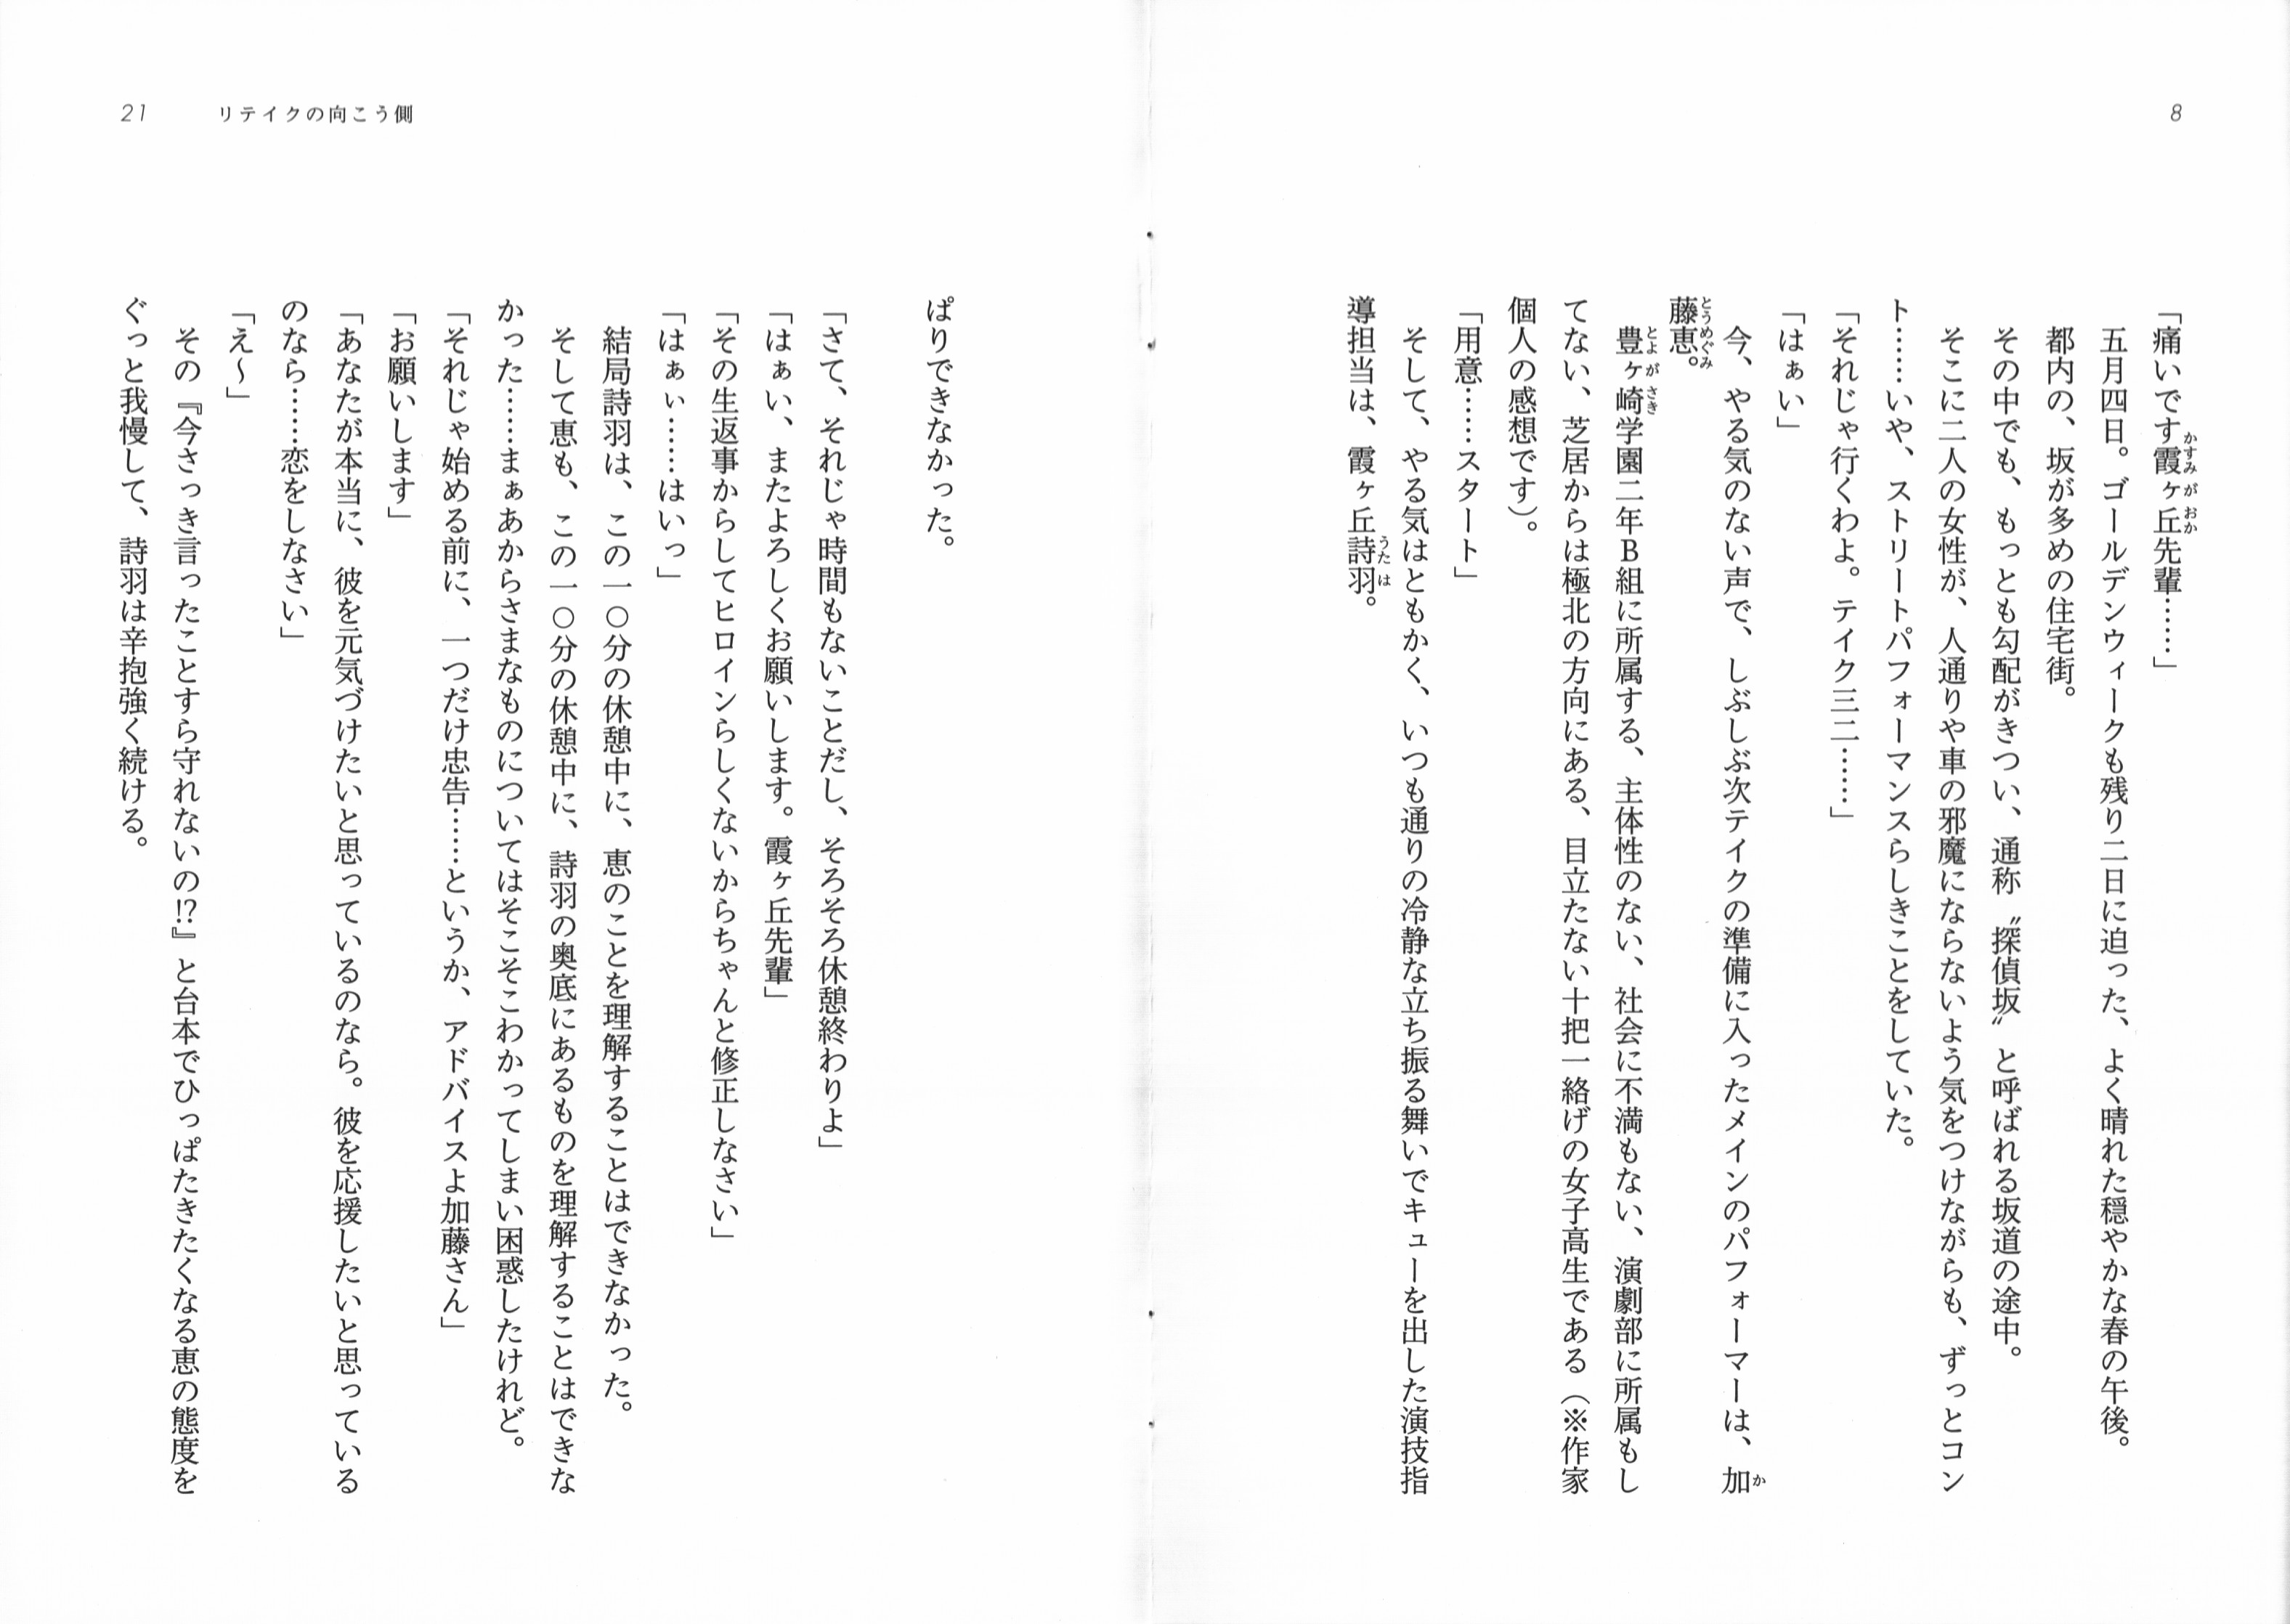 8
「痛いです霞ヶ丘先輩……」
五月四日。ゴールデンウィークも残り二日に迫った、よく晴れた穏やかな春の午後。
都内の、坂が多めの住宅街。
その中でも、もっとも勾配がきつい、通称〝探偵坂〟と呼ばれる坂道の途中。
そこに二人の女性が、人通りや車の邪魔にならないよう気をつけながらも、ずっとコン
ト……いや、ストリートパフォーマンスらしきことをしていた。
「それじゃ行くわよ。テイク三二……」
「はぁい」
今、やる気のない声で、しぶしぶ次テイクの準備に入ったメインのパフォーマーは、加
藤恵。
豊ヶ崎学園二年B組に所属する、主体性のない、社会に不満もない、演劇部に所属もし
てない、芝居からは極北の方向にある、目立たない十把一絡げの女子高生である（※作家
個人の感想です）。
「用意……スタート」
そして、やる気はともかく、いつも通りの冷静な立ち振る舞いでキューを出した演技指
導担当は、霞ヶ丘詩羽。
21 リテイクの向こう側
ぱりできなかった。
「さて、それじゃ時間もないことだし、そろそろ休憩終わりよ」
「はぁい、またよろしくお願いします。霞ヶ丘先輩」
「その生返事からしてヒロインらしくないからちゃんと修正しなさい」
「はぁぃ……はいっ」
結局詩羽は、この一〇分の休憩中に、恵のことを理解することはできなかった。
そして恵も、この一〇分の休憩中に、詩羽の奥底にあるものを理解することはできな
かった……まぁあからさまなものについてはそこそこわかってしまい困惑したけれど。
「それじゃ始める前に、一つだけ忠告……というか、アドバイスよ加藤さん」
「お願いします」
「あなたが本当に、彼を元気づけたいと思っているのなら。彼を応援したいと思っている
のなら……恋をしなさい」
「え〜」
その『今さっき言ったことすら守れないの!?』と台本でひっぱたきたくなる恵の態度を
ぐっと我慢して、詩羽は辛抱強く続ける。